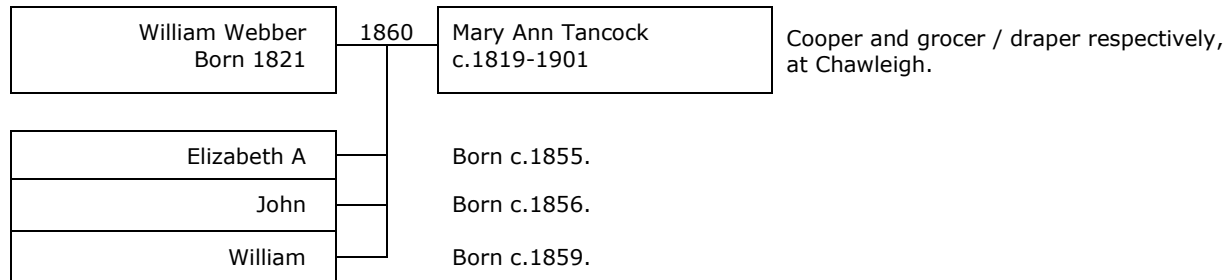 William Webber
Born 1821
1860
Mary Ann Tancock
c.1819-1901
Cooper and grocer / draper respectively,
at Chawleigh.
Elizabeth A
Born c.1855.
John
Born c.1856.
William
Born c.1859.